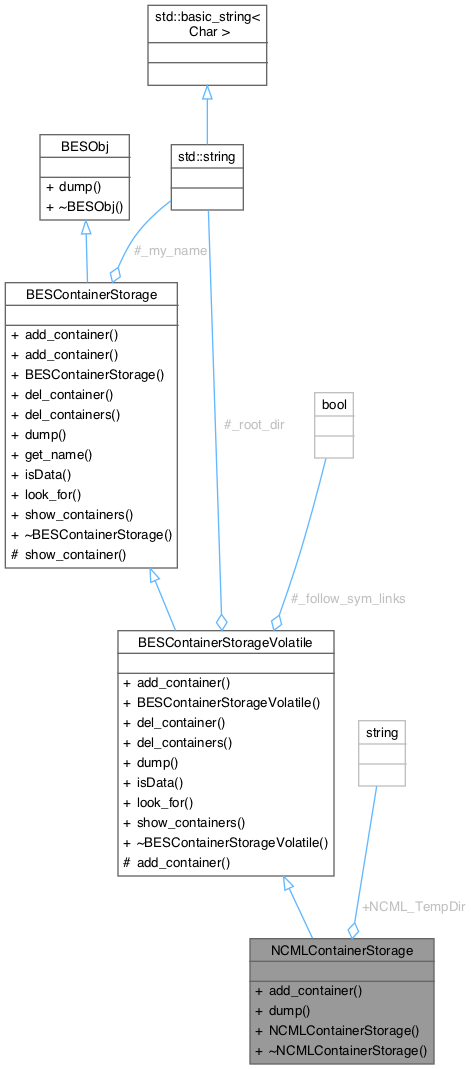 std::basic_string<
Char >
BESObj
+ dump()
+ ~BESObj()
std::string
#_my_name
BESContainerStorage
+ add_container()
+ add_container()
+ BESContainerStorage()
+ del_container()
+ del_containers()
+ dump()
+ get_name()
+ isData()
+ look_for()
+ show_containers()
+ ~BESContainerStorage()
# show_container()
#_root_dir
bool
#_follow_sym_links
BESContainerStorageVolatile
+ add_container()
+ BESContainerStorageVolatile()
+ del_container()
+ del_containers()
+ dump()
+ isData()
+ look_for()
+ show_containers()
+ ~BESContainerStorageVolatile()
# add_container()
string
+NCML_TempDir
NCMLContainerStorage
+ add_container()
+ dump()
+ NCMLContainerStorage()
+ ~NCMLContainerStorage()